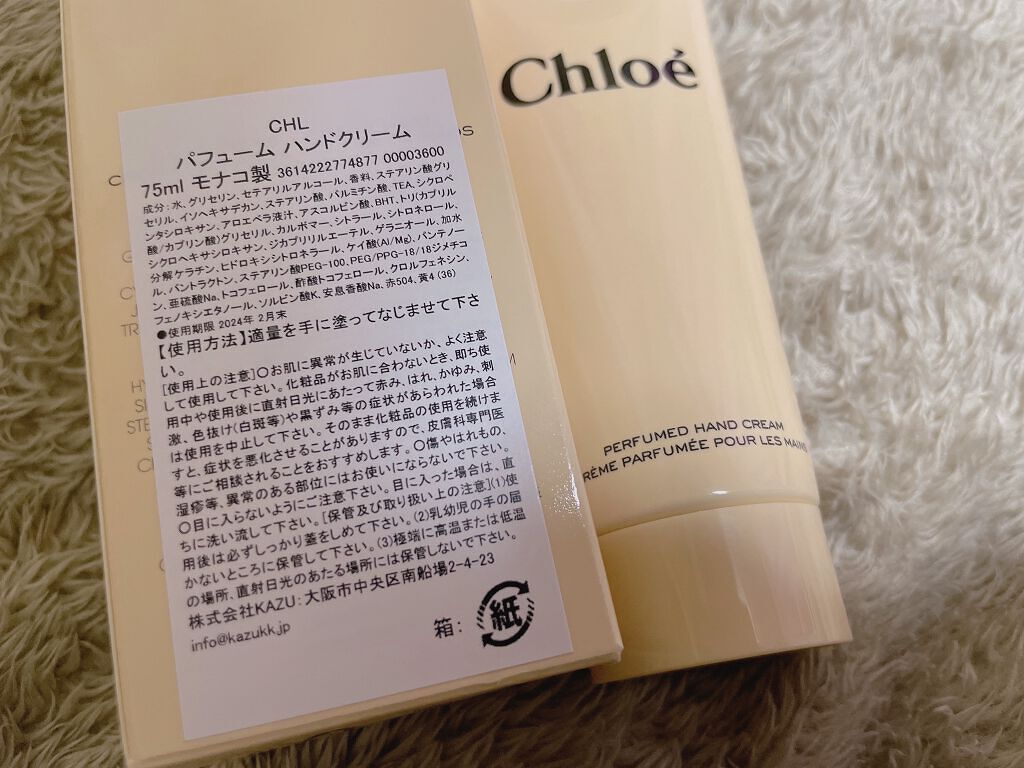 CHL
パフューム ハンドクリーム
75ml モナコ製 3614222774877 00003600
成分:水、グリセリン、セテアリルアルコール、香料、ステアリン酸グリ
セリル、イソヘキサデカン、ステアリン酸、パルミチン酸、TEA、シクロペ
ンタシロキサン、アロエベラ液汁、アスコルビン酸、BHT、トリ(カプリル
酸/カプリン酸)グリセリル、カルボマー、シトラール、シトロネロール、
シクロヘキサシロキサン、ジカプリリルエーテル、ゲラニオール、加水
分解ケラチン、ヒドロキシシトロネラール、ケイ酸(Al/Mg)、パンテノー
ル、パントラクトン、ステアリン酸PEG-100、PEG/PPG-18/18ジメチコ
ン、亜硫酸Na、トコフェロール、酢酸トコフェロール、クロルフェネシン、
フェノキシエタノール、ソルビン酸K、安息香酸Na、赤504、黄4 (36)
●使用期限 2024年 2月末
【使用方法】適量を手に塗ってなじませて下さ
い。
[使用上の注意]〇お肌に異常が生じていないか、よく注意
して使用して下さい。化粧品がお肌に合わないとき、即ち使
用中や使用後に直射日光にあたって赤み、はれ、かゆみ、刺
激、色抜け(白斑等)や黒ずみ等の症状があらわれた場合
は使用を中止して下さい。そのまま化粧品の使用を続けま
すと、症状を悪化させることがありますので、皮膚科専門医
等にご相談されることをおすすめします。〇傷やはれもの、
湿疹等、異常のある部位にはお使いにならないで下さい。
〇目に入らないようにご注意下さい。目に入った場合は、直
ちに洗い流して下さい。[保管及び取り扱い上の注意](1)使
用後は必ずしっかり蓋をしめて下さい。(2)乳幼児の手の届
かないところに保管して下さい。(3)極端に高温または低温
の場所、直射日光のあたる場所には保管しないで下さい。
株式会社KAZU:大阪市中央区南船場2-4-23
info@kazukk.jp
箱:
紙
Chloé
PERFUMED HAND CREAM
RÈME PARFUMÉE POUR LES MAINS